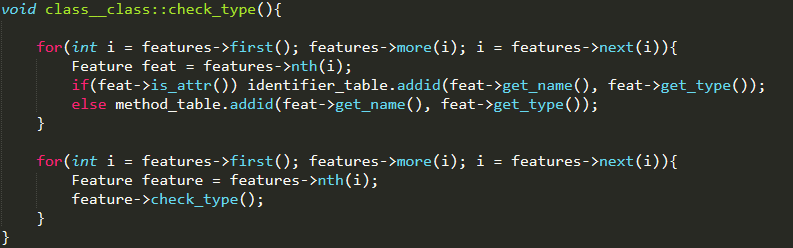 void class__class::check_type(){
for(int i = features->first(); features->more(i); i = features->next(i)){
Feature feat = features->nth(i);
if(feat->is_attr()) identifier_table.addid(feat->get_name(), feat->get_type());
else method_table.addid(feat->get_name(), feat->get_type());
}
for(int i = features->first(); features->more(i); i = features->next(i)){
Feature feature = features->nth(i);
feature->check_type();
}
}